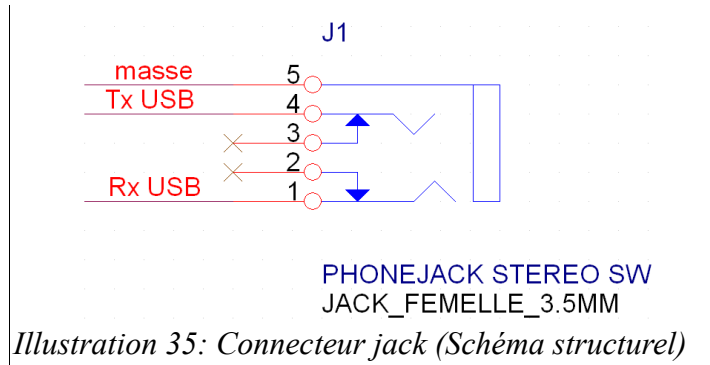 J1
masse 5
Tx USB 4
3
2
Rx USB 1
PHONEJACK STEREO SW
JACK_FEMELLE_3.5MM
Illustration 35: Connecteur jack (Schéma structurel)